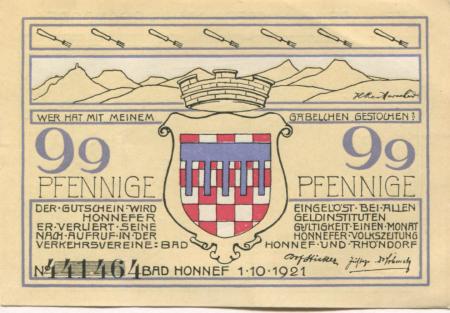 WER HAT MIT MEINEM GÄBELCHEN GESTOCHEN?
99 99
PFENNIGE PFENNIGE
DER·GUTSCHEIN·WIRD EINGELÖST·BEI·ALLEN
HONNEFER GELDINSTITUTEN
ER·VERLIERT·SEINE GÜLTIGKEIT·EINEN·MONAT
NACH·AUFRUF·IN·DER HONNEFER·VOLKSZEITUNG
VERKEHRSVEREINE: BAD HONNEF·UND·RHÖNDORF
No 441464 BAD HONNEF 1·10·1921